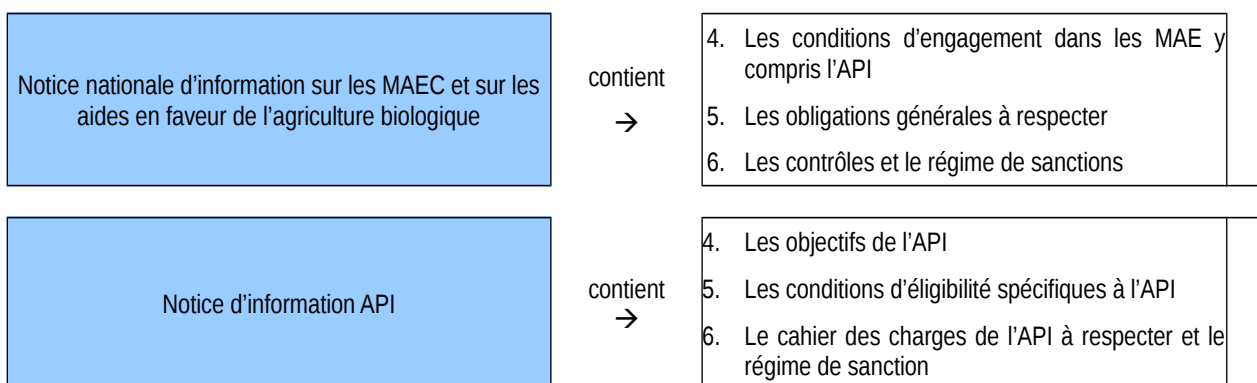 Notice nationale d’information sur les MAEC et sur les
aides en faveur de l’agriculture biologique
contient
→
4. Les conditions d’engagement dans les MAE y
compris l’API
5. Les obligations générales à respecter
6. Les contrôles et le régime de sanctions
Notice d’information API
contient
→
4. Les objectifs de l’API
5. Les conditions d’éligibilité spécifiques à l’API
6. Le cahier des charges de l’API à respecter et le
régime de sanction